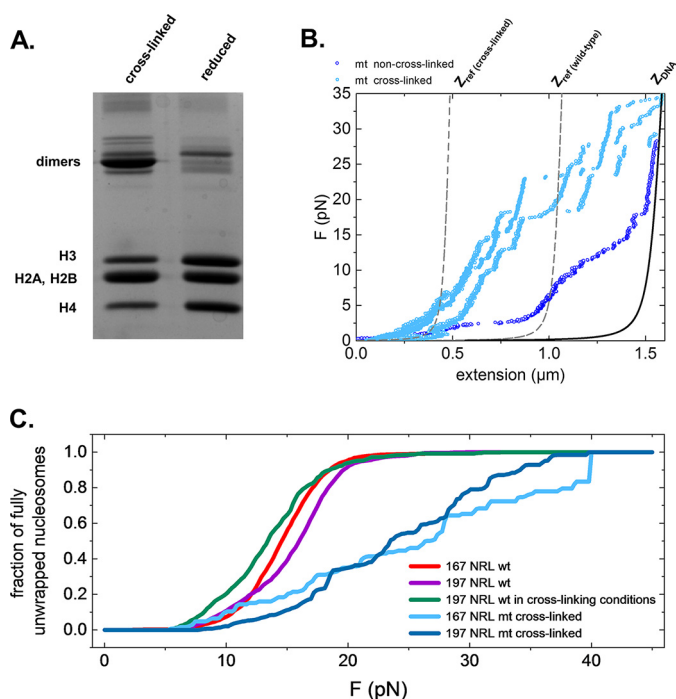 A.
cross-linked
reduced
dimers
H3
H2A, H2B
H4
B.
mt non-cross-linked
mt cross-linked
Zref (cross-linked)
Zref (wild-type)
ZDNA
35
30
25
20
15
10
5
0
F (pN)
0.0 0.5 1.0 1.5
extension (µm)
C.
1.0
0.8
0.6
0.4
0.2
0.0
fraction of fully
unwrapped nucleosomes
167 NRL wt
197 NRL wt
197 NRL wt in cross-linking conditions
167 NRL mt cross-linked
197 NRL mt cross-linked
0 10 20 30 40
F (pN)